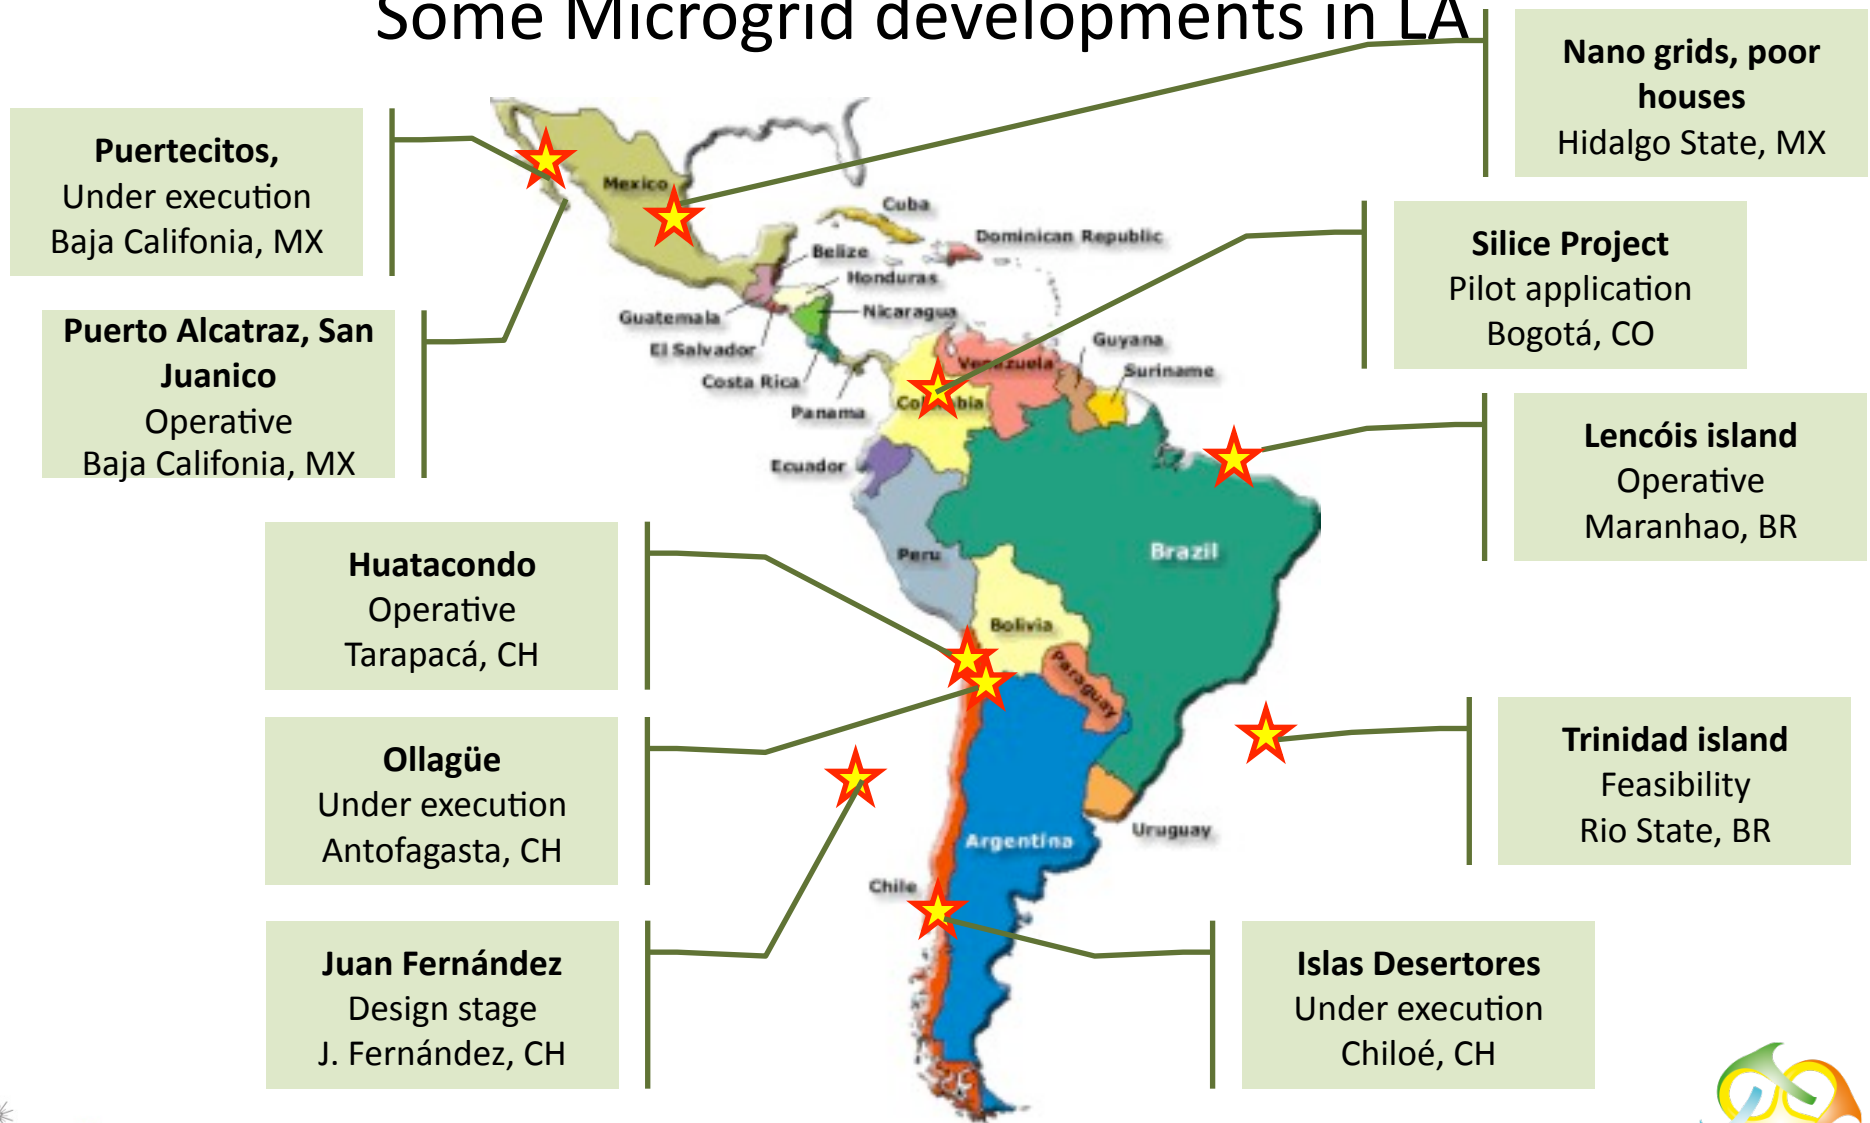 Some Microgrid developments in LA
Nano grids, poor
houses
Hidalgo State, MX
Puertecitos,
Under execution
Baja Califonia, MX
Silice Project
Pilot application
Bogotá, CO
Puerto Alcatraz, San
Juanico
Operative
Baja Califonia, MX
Lencóis island
Operative
Maranhao, BR
Huatacondo
Operative
Tarapacá, CH
Ollagüe
Under execution
Antofagasta, CH
Trinidad island
Feasibility
Rio State, BR
Juan Fernández
Design stage
J. Fernández, CH
Islas Desertores
Under execution
Chiloé, CH
Mexico
Cuba
Dominican Republic
Belize
Honduras
Guatemala
Nicaragua
El Salvador
Costa Rica
Panama
Venezuela
Guyana
Suriname
Colombia
Ecuador
Peru
Brazil
Bolivia
Paraguay
Argentina
Uruguay
Chile